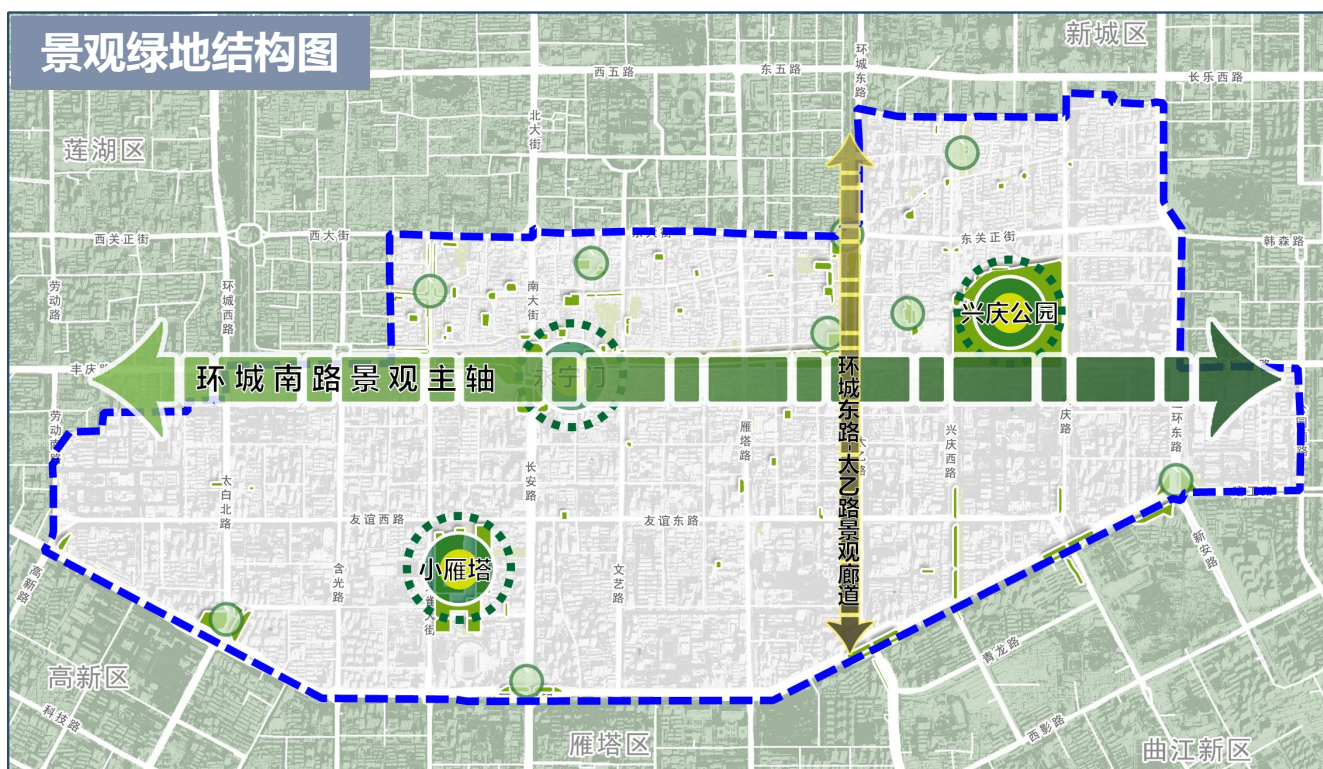 景观绿地结构图
新城区
环城东路
西五路
东五路
长乐西路
北大街
莲湖区
西关正街
西大街
东关正街
韩森路
劳动路
环城西路
南大街
兴庆公园
丰庆路
环城南路景观主轴
永宁门
环城东路-太乙路景观廊道
劳动南路
太白北路
长安路
雁塔路
太乙路
兴庆西路
友谊西路
友谊东路
小雁塔
含光路
文艺路
高新路
新安路
青龙路
西影路
高新区
科技路
雁塔区
曲江新区